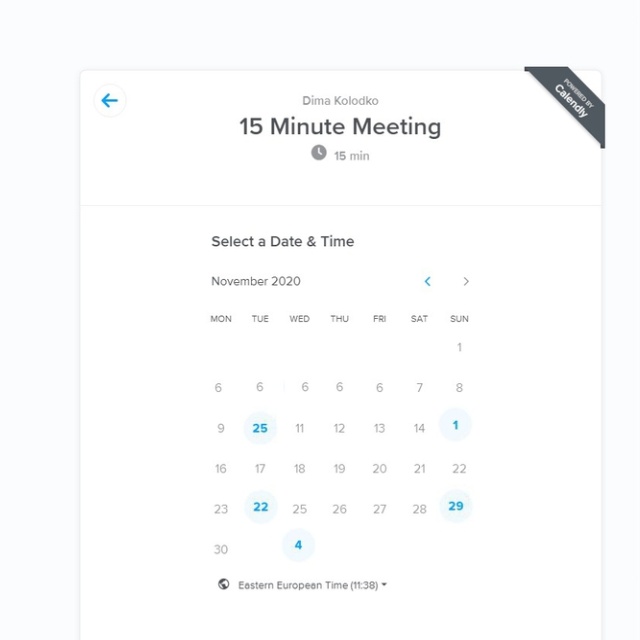 POWERED BY
Calendly
Dima Kolodko
15 Minute Meeting
15 min
Select a Date & Time
November 2020
MON TUE WED THU FRI SAT SUN
1
6 6 6 6 6 7 8
9 25 11 12 13 14 1
16 17 18 19 20 21 22
23 22 25 26 27 28 29
30 4
Eastern European Time (11:38)